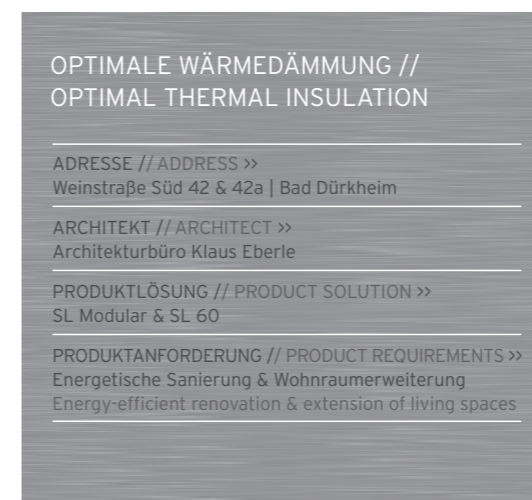 OPTIMALE WÄRMEDÄMMUNG //
OPTIMAL THERMAL INSULATION
ADRESSE // ADDRESS >>
Weinstraße Süd 42 & 42a | Bad Dürkheim
ARCHITEKT // ARCHITECT >>
Architekturbüro Klaus Eberle
PRODUKTLÖSUNG // PRODUCT SOLUTION >>
SL Modular & SL 60
PRODUKTANFORDERUNG // PRODUCT REQUIREMENTS >>
Energetische Sanierung & Wohnraumerweiterung
Energy-efficient renovation & extension of living spaces